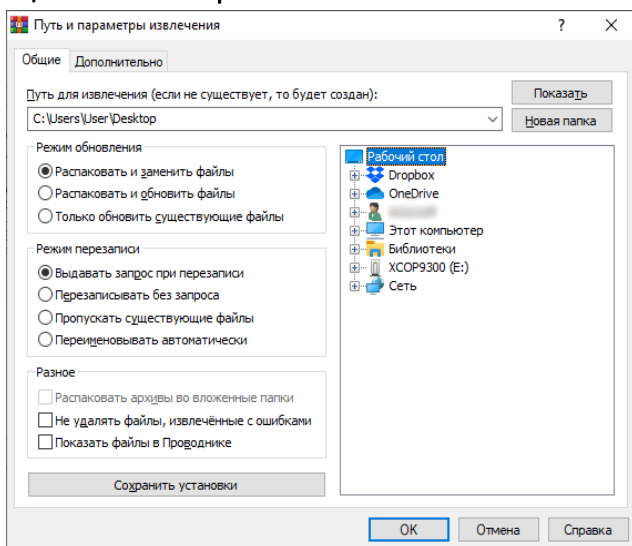 Путь и параметры извлечения
Общие Дополнительно
Путь для извлечения (если не существует, то будет создан):
Показать
C:\Users\User\Desktop
Новая папка
Режим обновления
Распаковать и заменить файлы
Распаковать и обновить файлы
Только обновить существующие файлы
Режим перезаписи
Выдавать запрос при перезаписи
Перезаписывать без запроса
Пропускать существующие файлы
Переименовывать автоматически
Разное
Распаковать архивы во вложенные папки
Не удалять файлы, извлечённые с ошибками
Показать файлы в Проводнике
Сохранить установки
Рабочий стол
Dropbox
OneDrive
Этот компьютер
Библиотеки
XCOP9300 (E:)
Сеть
OK Отмена Справка